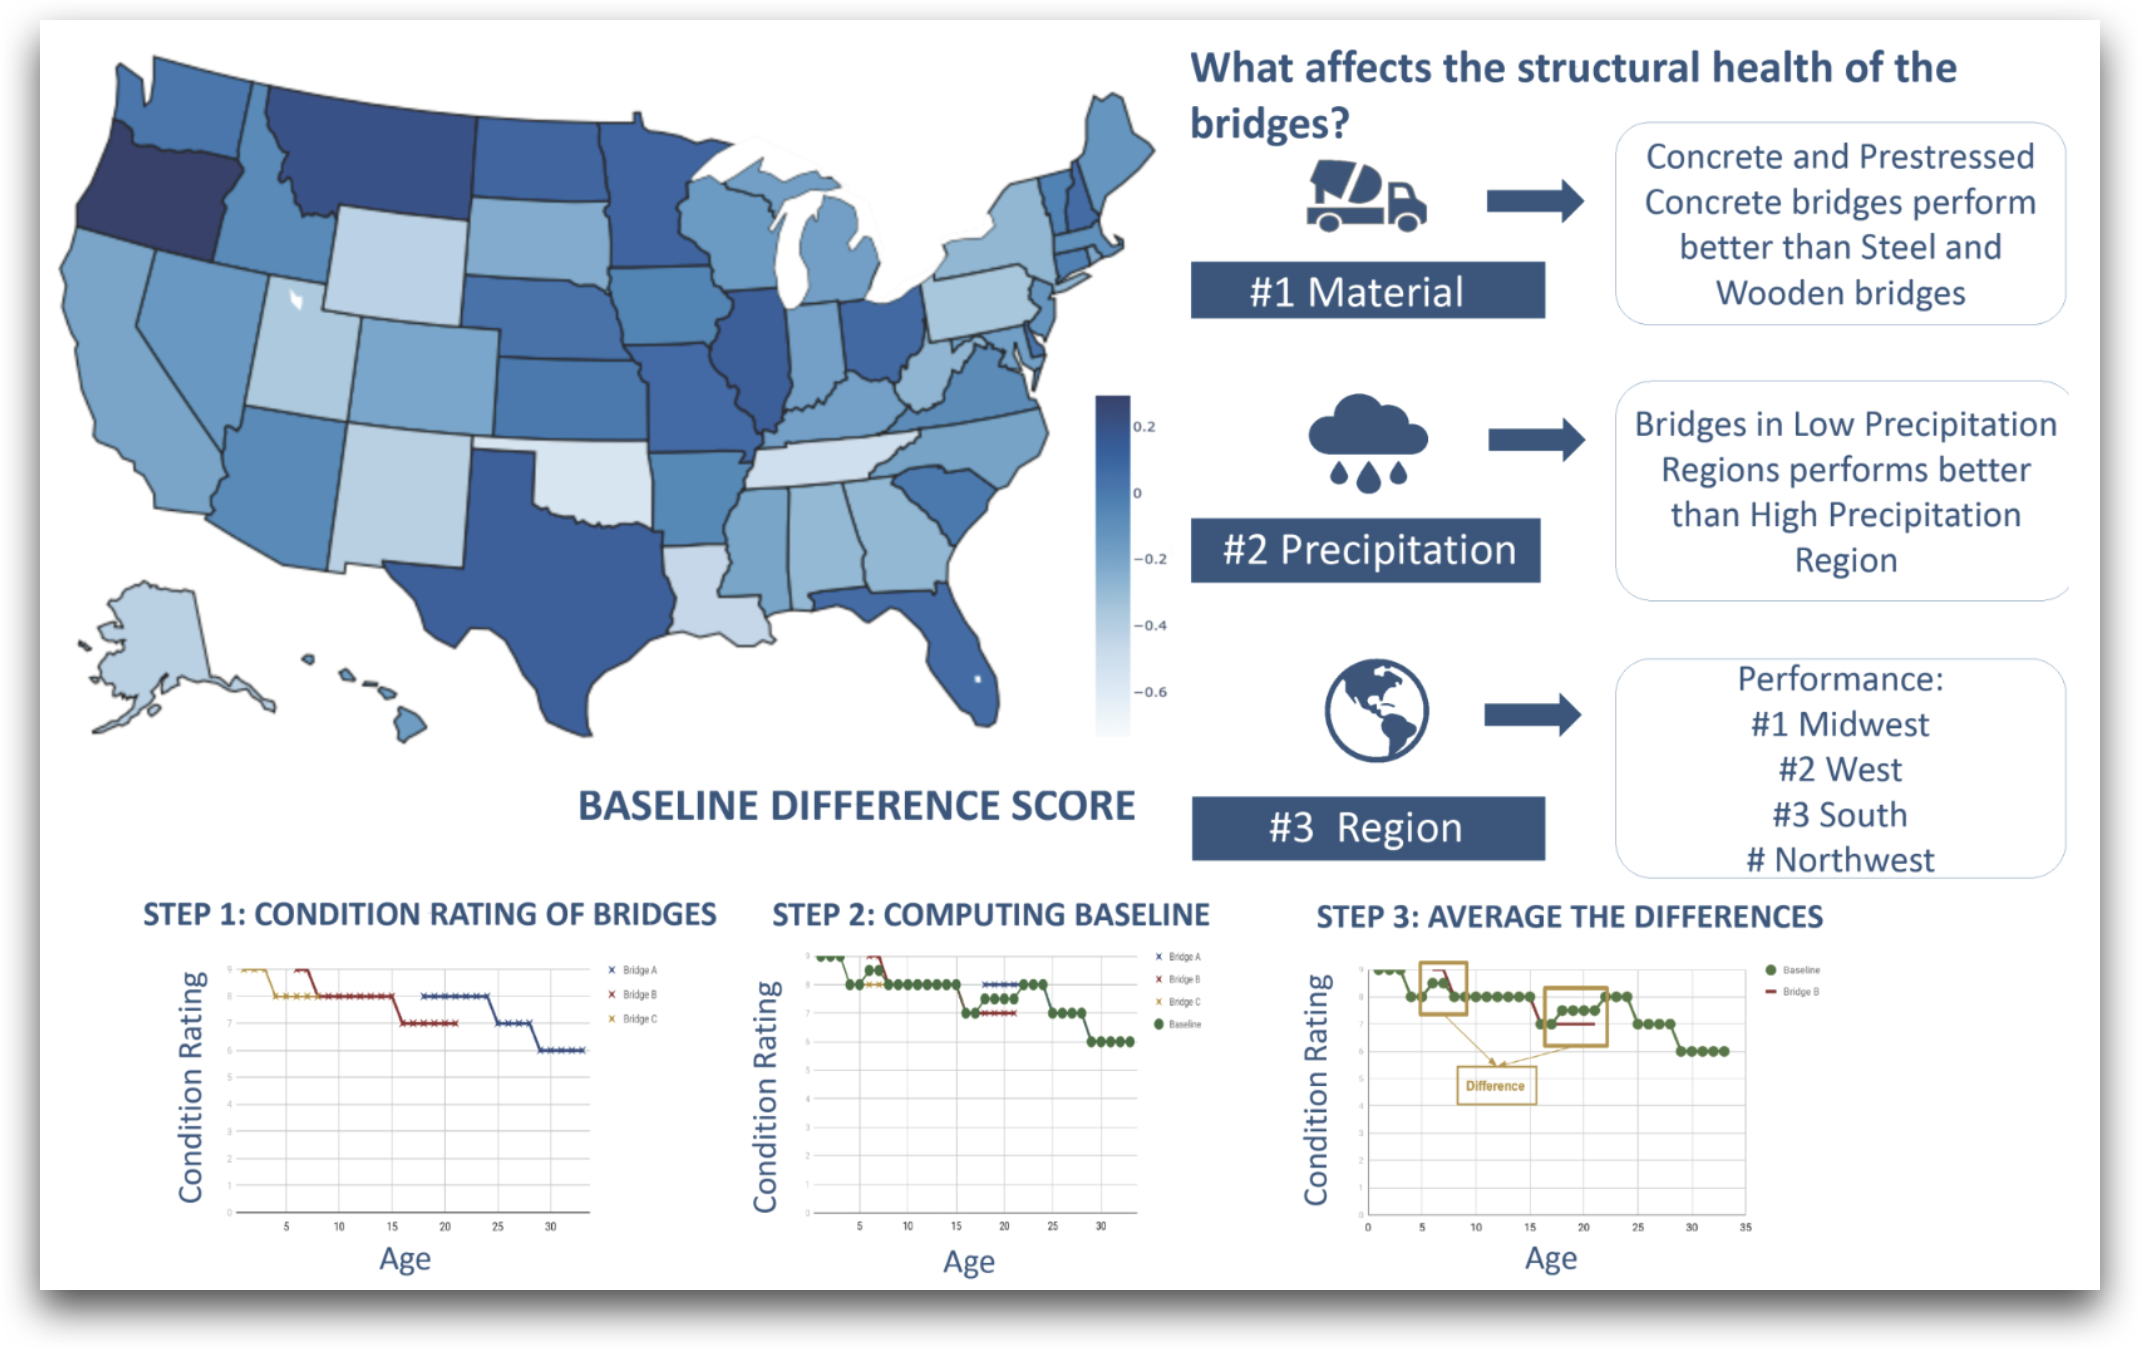 What affects the structural health of the
bridges?
#1 Material
Concrete and Prestressed
Concrete bridges perform
better than Steel and
Wooden bridges
#2 Precipitation
Bridges in Low Precipitation
Regions performs better
than High Precipitation
Region
#3 Region
Performance:
#1 Midwest
#2 West
#3 South
# Northwest
0.2
0
−0.2
−0.4
−0.6
BASELINE DIFFERENCE SCORE
STEP 1: CONDITION RATING OF BRIDGES
Condition Rating
9
8
7
6
5
4
3
2
1
0
5 10 15 20 25 30
Age
Bridge A
Bridge B
Bridge C
STEP 2: COMPUTING BASELINE
Condition Rating
9
8
7
6
5
4
3
2
1
0
5 10 15 20 25 30
Age
Bridge A
Bridge B
Bridge C
Baseline
STEP 3: AVERAGE THE DIFFERENCES
Condition Rating
9
8
7
6
5
4
3
2
1
0
0 5 10 15 20 25 30 35
Age
Difference
Baseline
Bridge B